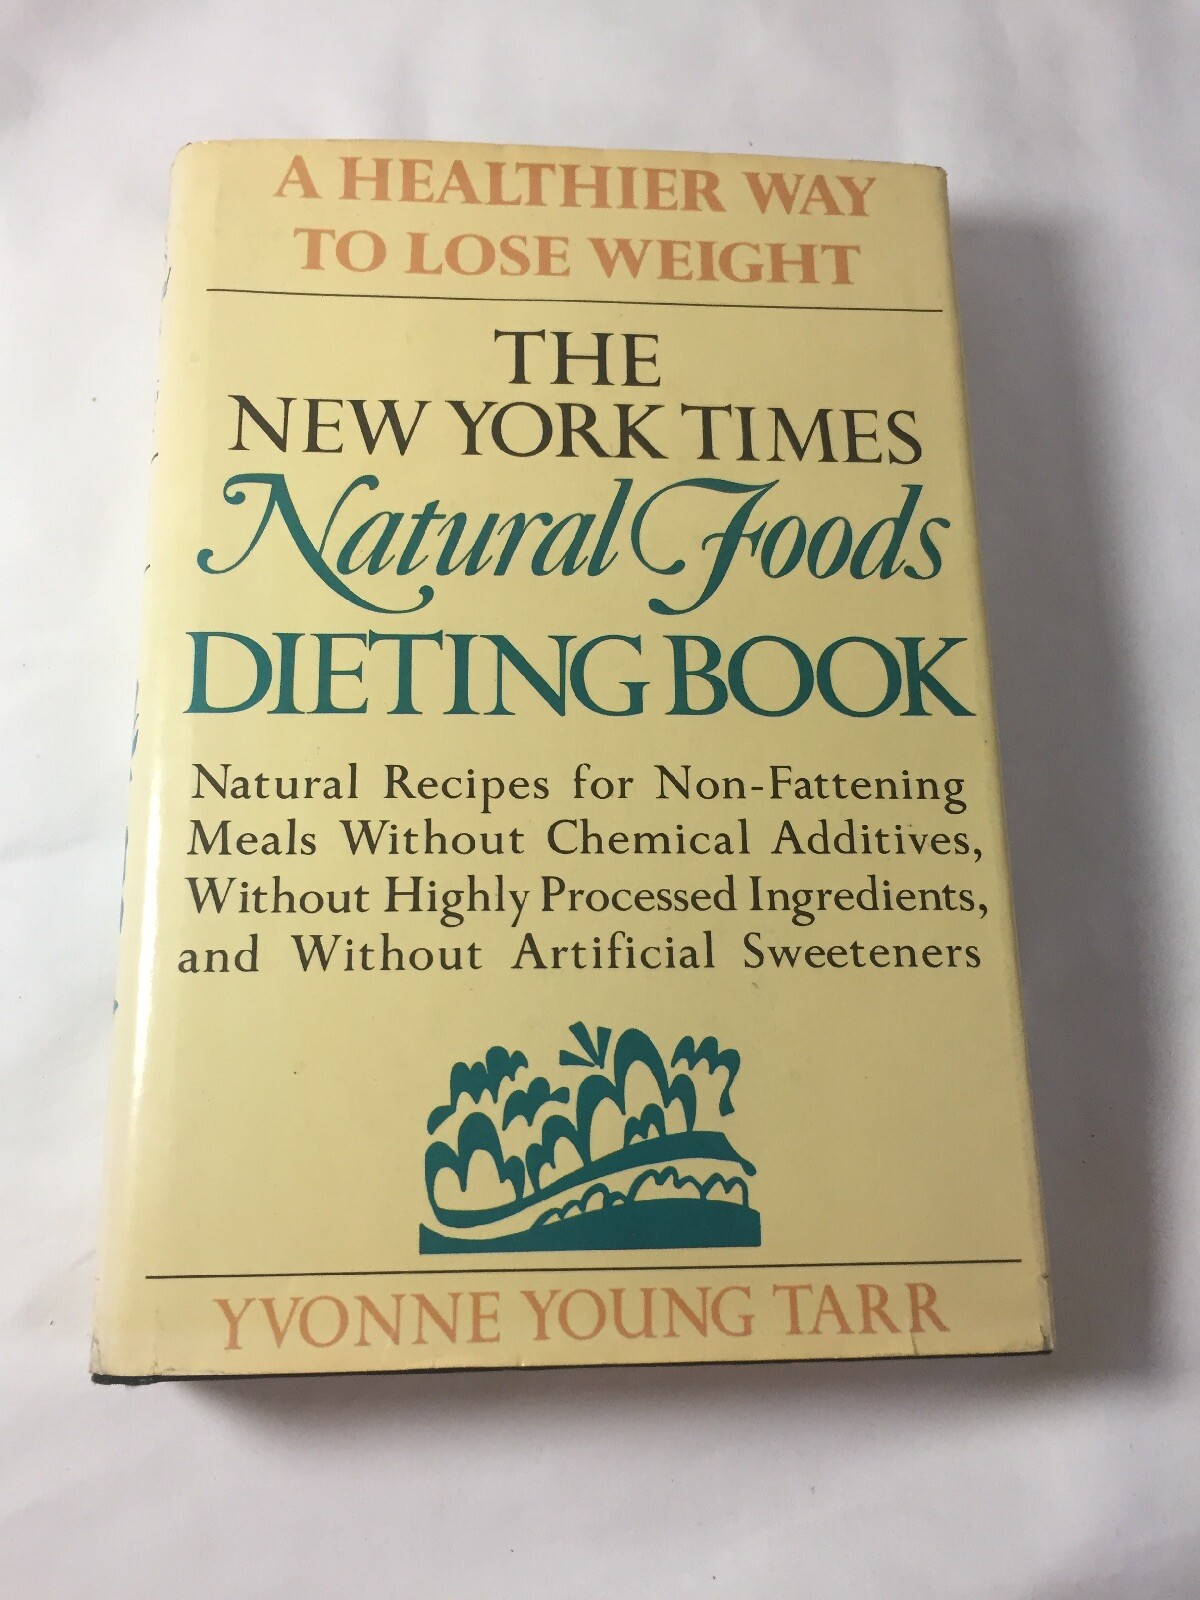 A HEALTHIER WAY
TO LOSE WEIGHT
THE
NEW YORK TIMES
Natural Foods
DIETING BOOK
Natural Recipes for Non-Fattening
Meals Without Chemical Additives,
Without Highly Processed Ingredients,
and Without Artificial Sweeteners
YVONNE YOUNG TARR